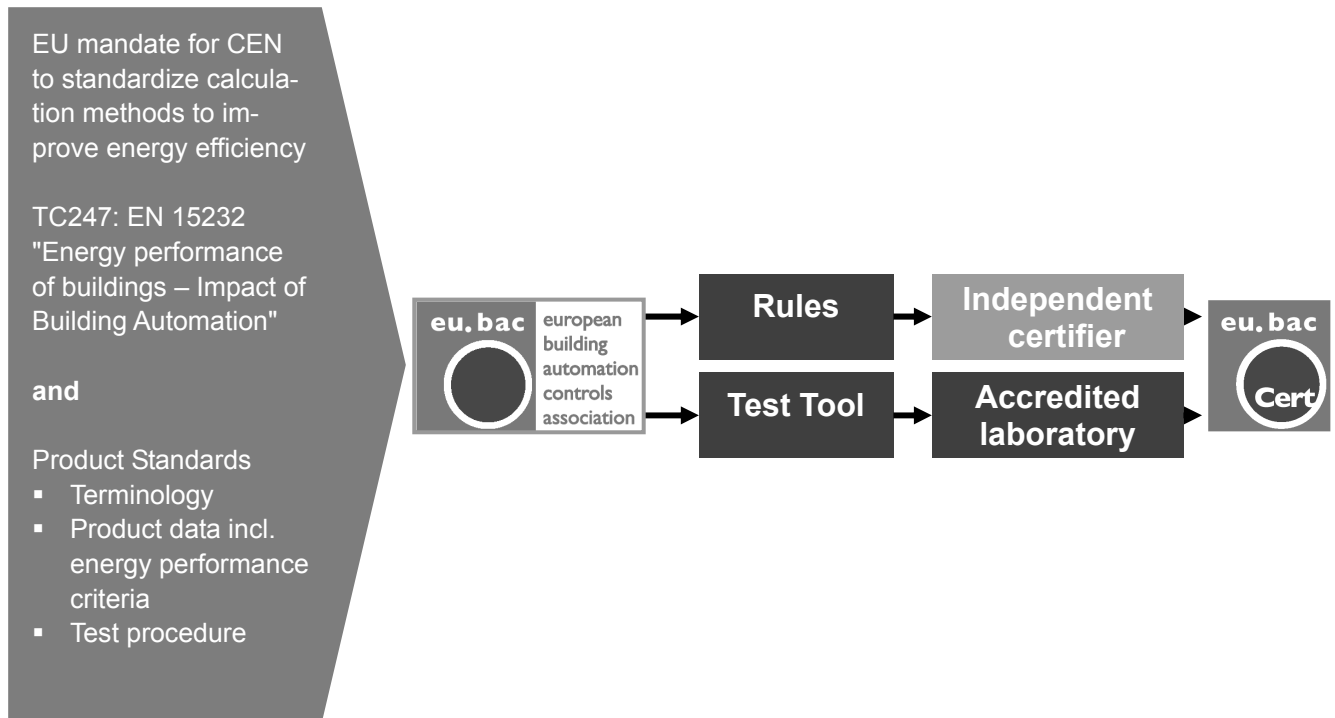 EU mandate for CEN
to standardize calcula-
tion methods to im-
prove energy efficiency
TC247: EN 15232
"Energy performance
of buildings – Impact of
Building Automation"
and
Product Standards
▪ Terminology
▪ Product data incl.
energy performance
criteria
▪ Test procedure
eu.bac
european
building
automation
controls
association
Rules
Test Tool
Independent
certifier
Accredited
laboratory
eu.bac
Cert